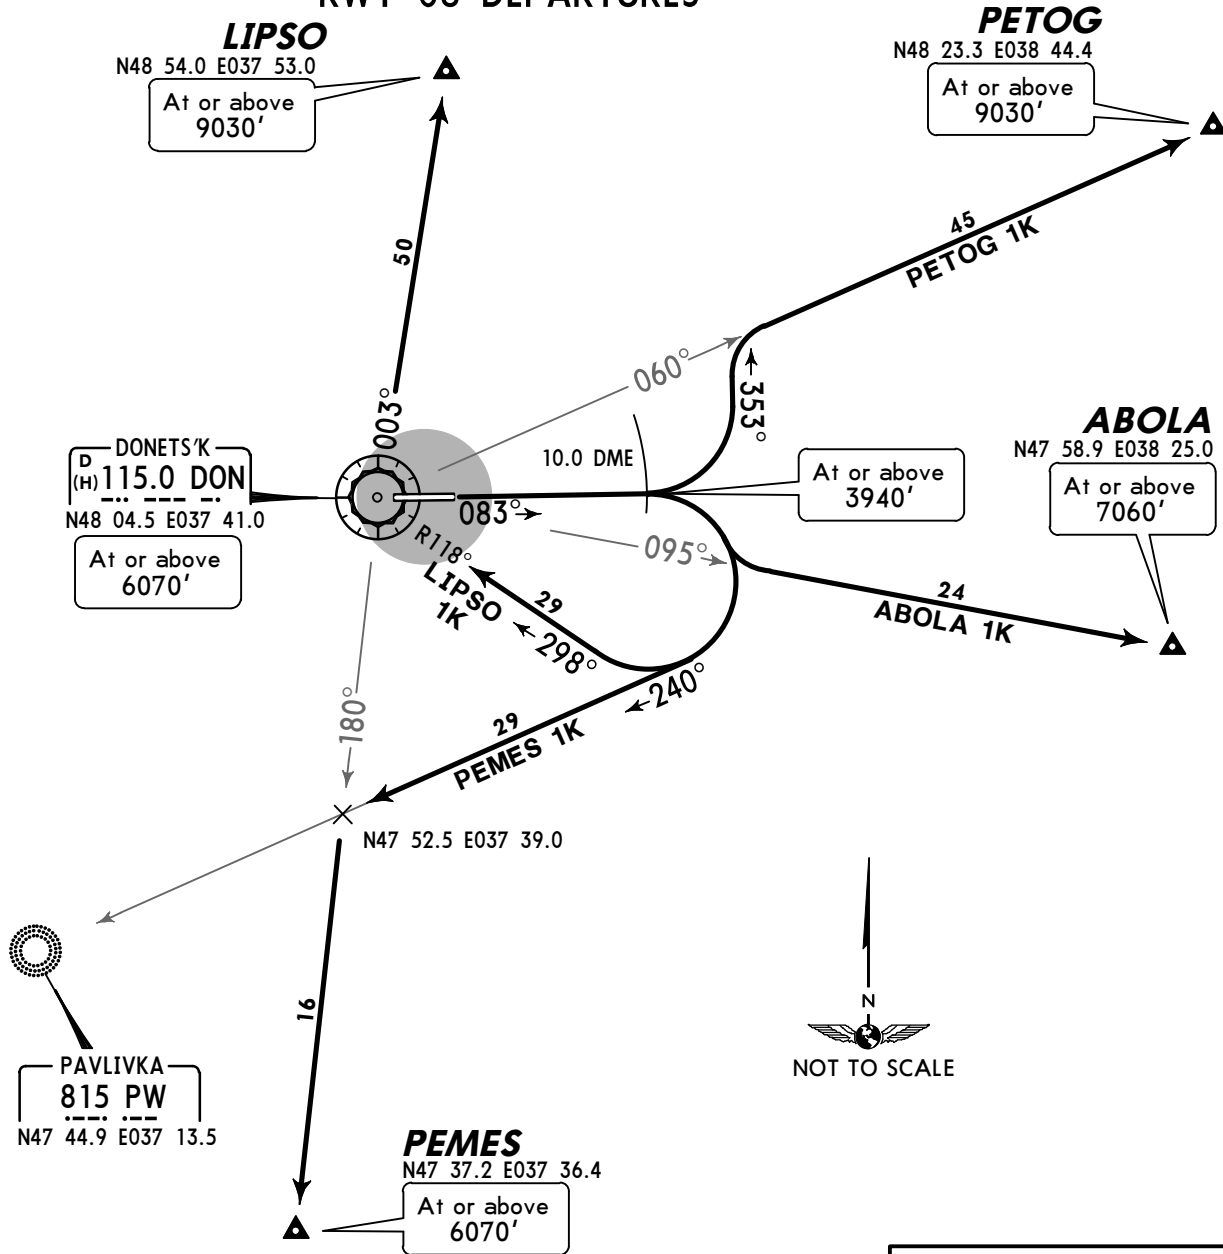 RWY 08 DEPARTURES
LIPSO
N48 54.0 E037 53.0
At or above
9030'
PETOG
N48 23.3 E038 44.4
At or above
9030'
50
45
PETOG 1K
003°
060°
353°
DONETS'K
D
(H) 115.0 DON
N48 04.5 E037 41.0
At or above
6070'
10.0 DME
At or above
3940'
ABOLA
N47 58.9 E038 25.0
At or above
7060'
083°
095°
R118°
LIPSO
1K
29
298°
24
ABOLA 1K
240°
29
PEMES 1K
180°
N47 52.5 E037 39.0
16
PAVLIVKA
815 PW
N47 44.9 E037 13.5
N
NOT TO SCALE
PEMES
N47 37.2 E037 36.4
At or above
6070'